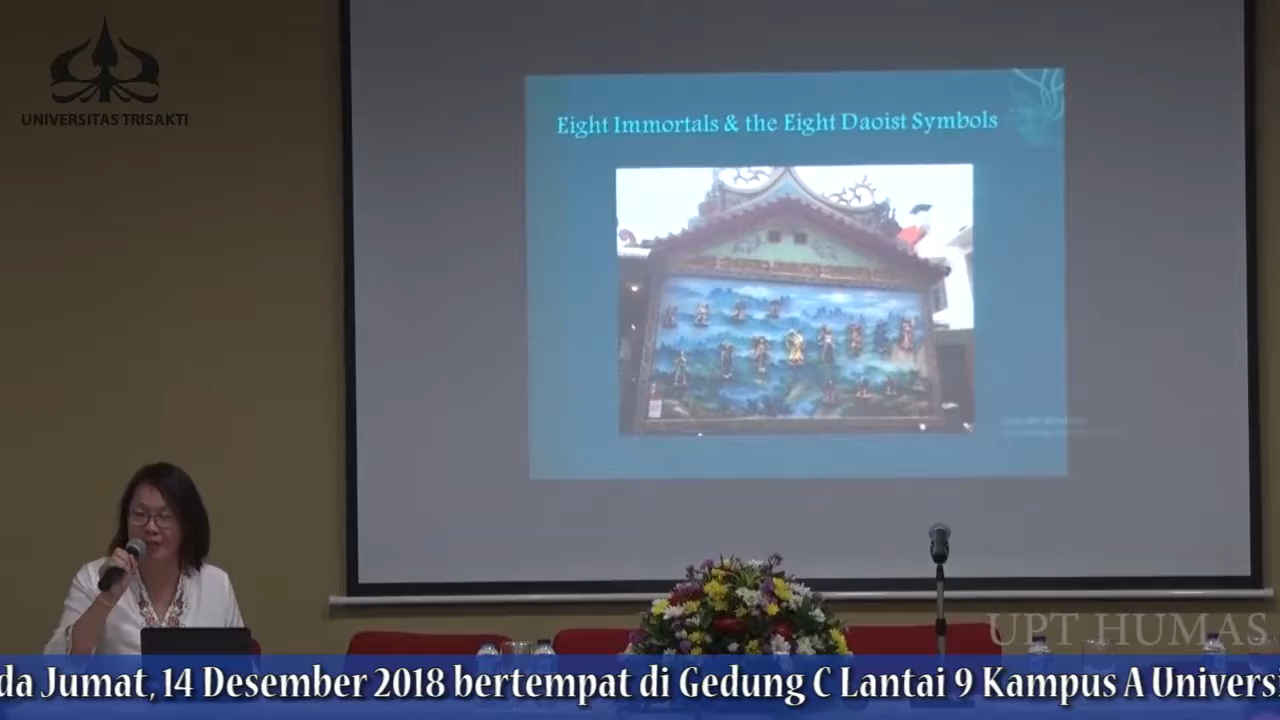 UNIVERSITAS TRISAKTI
Eight Immortals & the Eight Daoist Symbols
UPT HUMAS
da Jumat, 14 Desember 2018 bertempat di Gedung C Lantai 9 Kampus A Universi